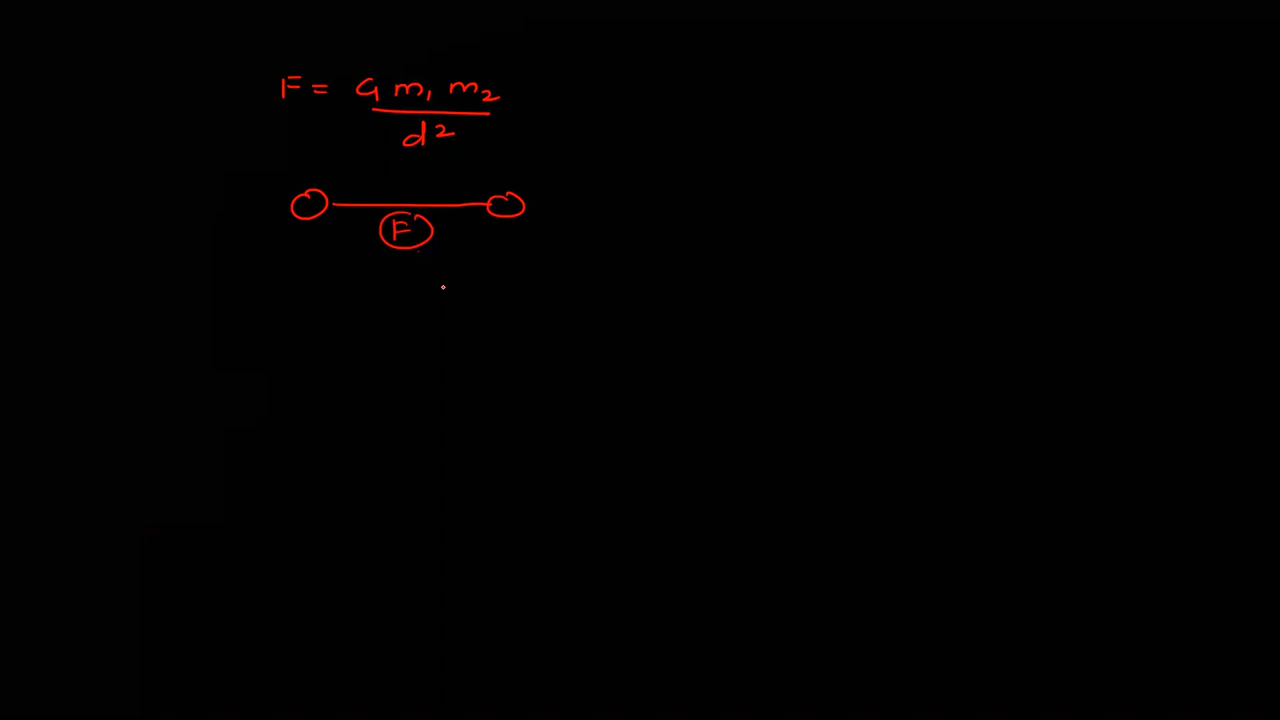 F = G m₁ m₂
d²
F